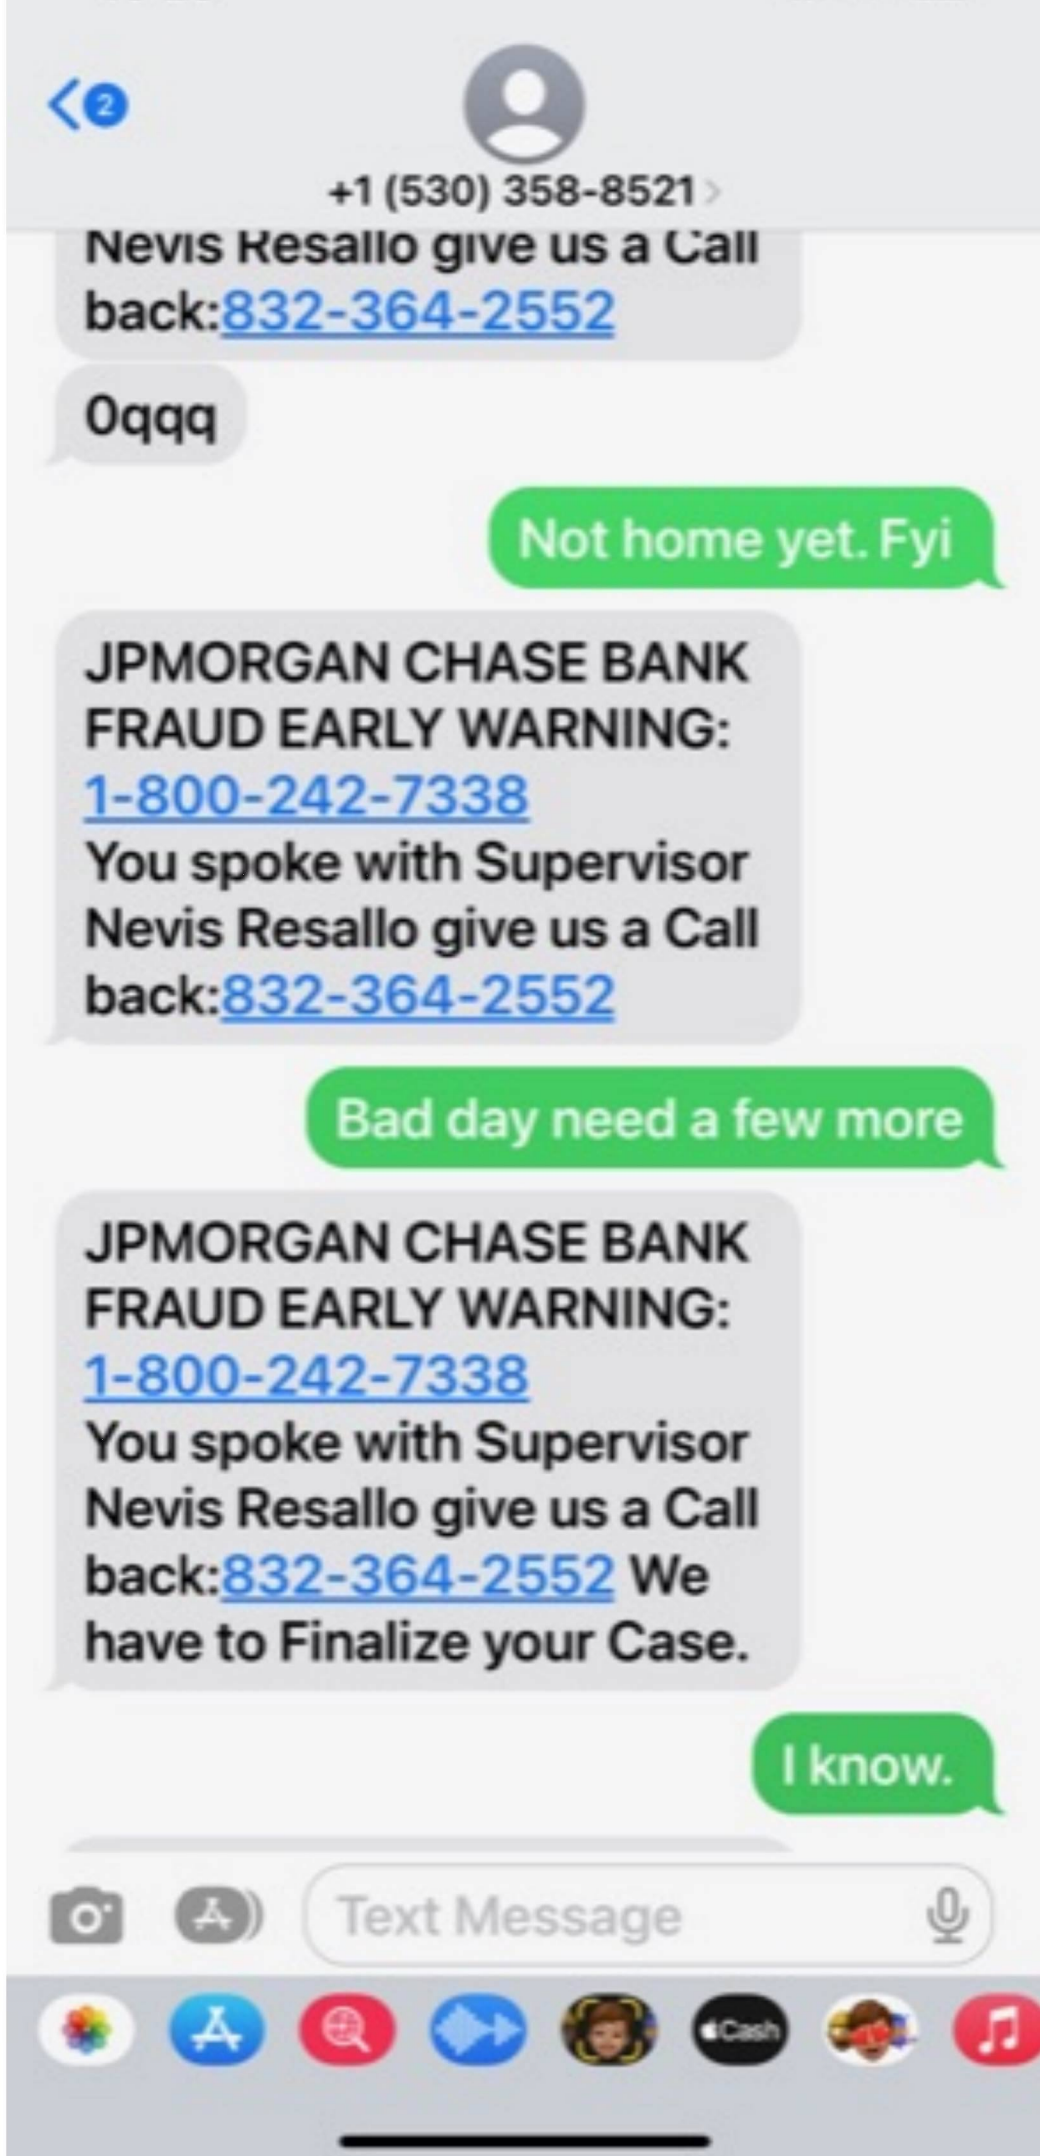 2
+1 (530) 358-8521
Nevis Resallo give us a Call
back:832-364-2552
0qqq
Not home yet. Fyi
JPMORGAN CHASE BANK
FRAUD EARLY WARNING:
1-800-242-7338
You spoke with Supervisor
Nevis Resallo give us a Call
back:832-364-2552
Bad day need a few more
JPMORGAN CHASE BANK
FRAUD EARLY WARNING:
1-800-242-7338
You spoke with Supervisor
Nevis Resallo give us a Call
back:832-364-2552 We
have to Finalize your Case.
I know.
Text Message
Cash